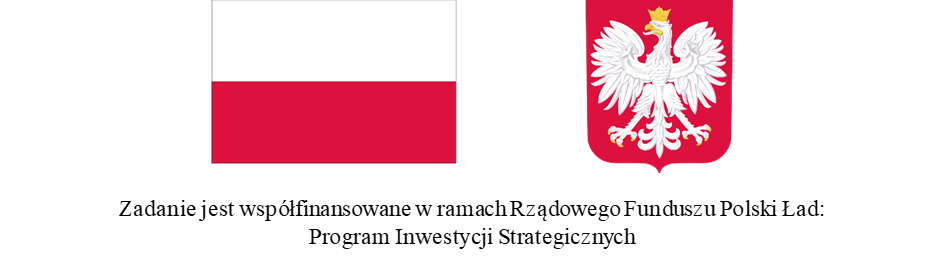 Zadanie jest współfinansowane w ramach Rządowego Funduszu Polski Ład:
Program Inwestycji Strategicznych